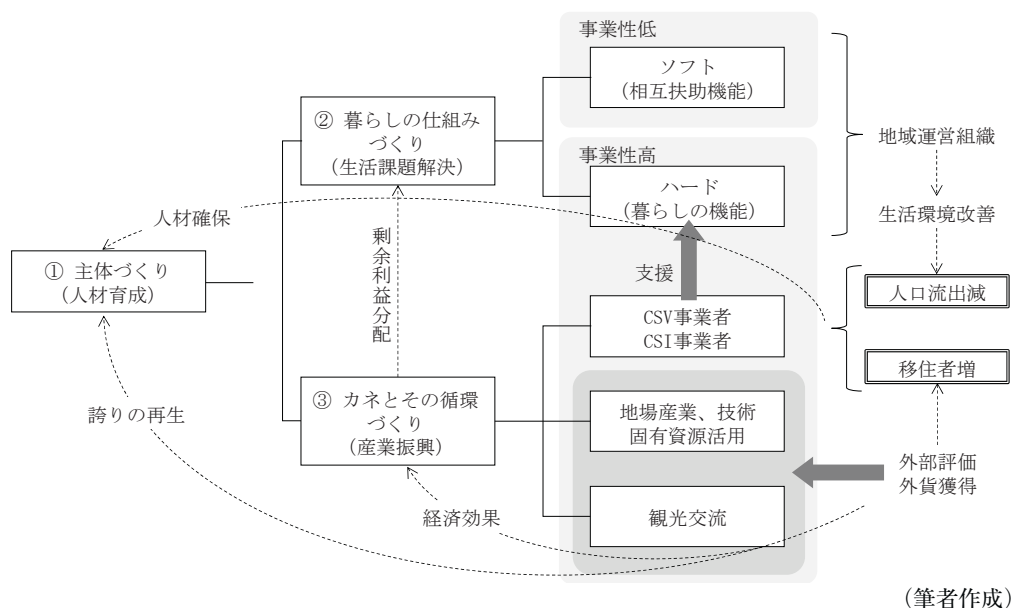 事業性低
ソフト
(相互扶助機能)
② 暮らしの仕組み
づくり
(生活課題解決)
事業性高
ハード
(暮らしの機能)
地域運営組織
生活環境改善
人材確保
① 主体づくり
(人材育成)
剰余利益分配
支援
人口流出減
CSV事業者
CSI事業者
移住者増
③ カネとその循環
づくり
(産業振興)
地場産業、技術
固有資源活用
誇りの再生
外部評価
外貨獲得
経済効果
観光交流
(筆者作成)